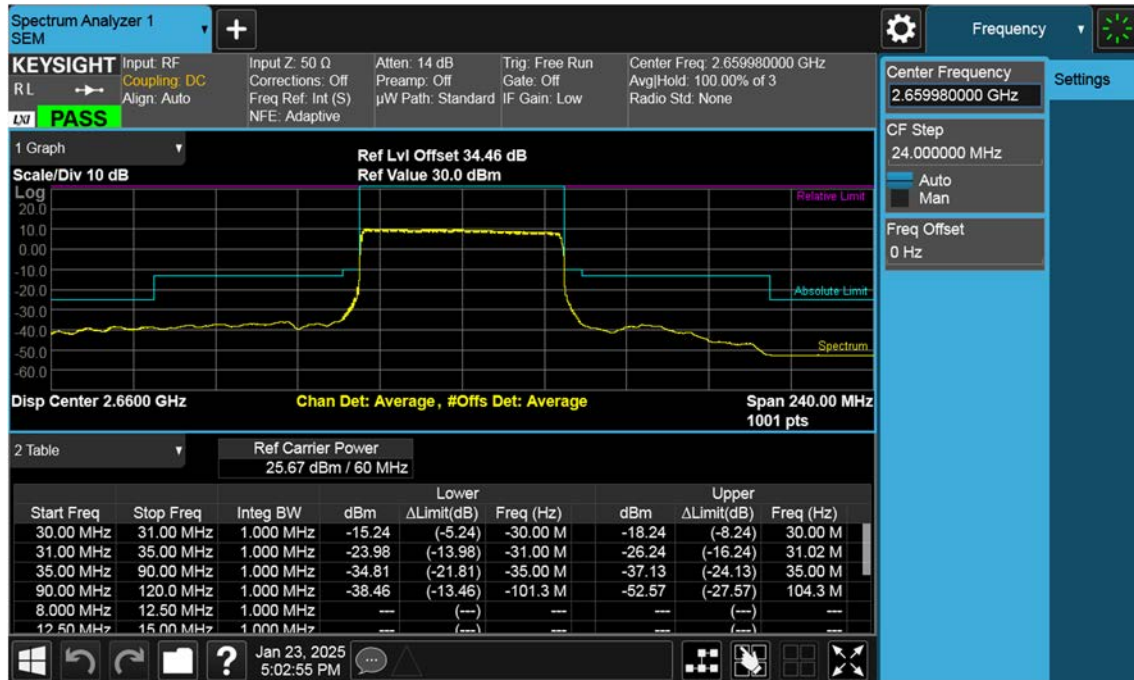 Spectrum Analyzer 1
SEM
Frequency
KEYSIGHT
RL
LXI PASS
Input: RF
Coupling: DC
Align: Auto
Input Z: 50 Ω
Corrections: Off
Freq Ref: Int (S)
NFE: Adaptive
Atten: 14 dB
Preamp: Off
µW Path: Standard
Trig: Free Run
Gate: Off
IF Gain: Low
Center Freq: 2.659980000 GHz
Avg|Hold: 100.00% of 3
Radio Std: None
Center Frequency
2.659980000 GHz
Settings
CF Step
24.000000 MHz
Auto
Man
Freq Offset
0 Hz
1 Graph
Scale/Div 10 dB
Ref Lvl Offset 34.46 dB
Ref Value 30.0 dBm
Log
Relative Limit
20.0
10.0
0.00
-10.0
-20.0
Absolute Limit
-30.0
-40.0
-50.0
Spectrum
-60.0
Disp Center 2.6600 GHz
Chan Det: Average, #Offs Det: Average
Span 240.00 MHz
1001 pts
2 Table
Ref Carrier Power
25.67 dBm / 60 MHz
Lower Upper
Start Freq Stop Freq Integ BW dBm ΔLimit(dB) Freq (Hz) dBm ΔLimit(dB) Freq (Hz)
30.00 MHz 31.00 MHz 1.000 MHz -15.24 (-5.24) -30.00 M -18.24 (-8.24) 30.00 M
31.00 MHz 35.00 MHz 1.000 MHz -23.98 (-13.98) -31.00 M -26.24 (-16.24) 31.02 M
35.00 MHz 90.00 MHz 1.000 MHz -34.81 (-21.81) -35.00 M -37.13 (-24.13) 35.00 M
90.00 MHz 120.0 MHz 1.000 MHz -38.46 (-13.46) -101.3 M -52.57 (-27.57) 104.3 M
8.000 MHz 12.50 MHz 1.000 MHz --- (---) --- --- (---) ---
12.50 MHz 15.00 MHz 1.000 MHz --- (---) --- --- (---) ---
?
Jan 23, 2025
5:02:55 PM